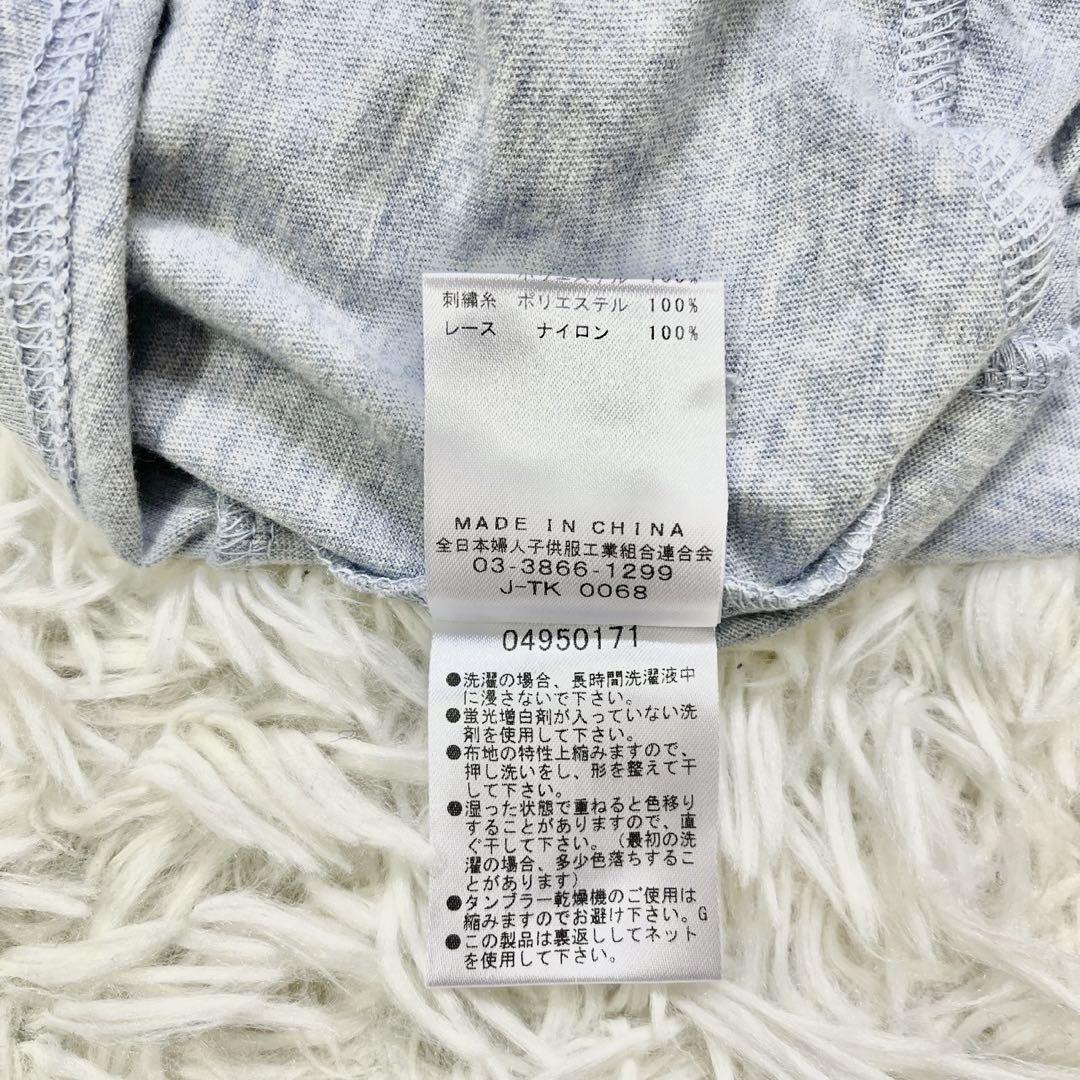 ポリエステル 100%
刺繍糸 ポリエステル 100%
レース ナイロン 100%
MADE IN CHINA
全日本婦人子供服工業組合連合会
03-3866-1299
J-TK 0068
04950171
●洗濯の場合、長時間洗濯液中
に浸さないで下さい。
●蛍光増白剤が入っていない洗
剤を使用して下さい。
●布地の特性上縮みますので、
押し洗いをし、形を整えて干
して下さい。
●湿った状態で重ねると色移り
することがありますので、直
ぐ干して下さい。（最初の洗
濯の場合、多少色落ちするこ
とがあります）
●タンブラー乾燥機のご使用は
縮みますのでお避け下さい。G
●この製品は裏返ししてネット
を使用して下さい。